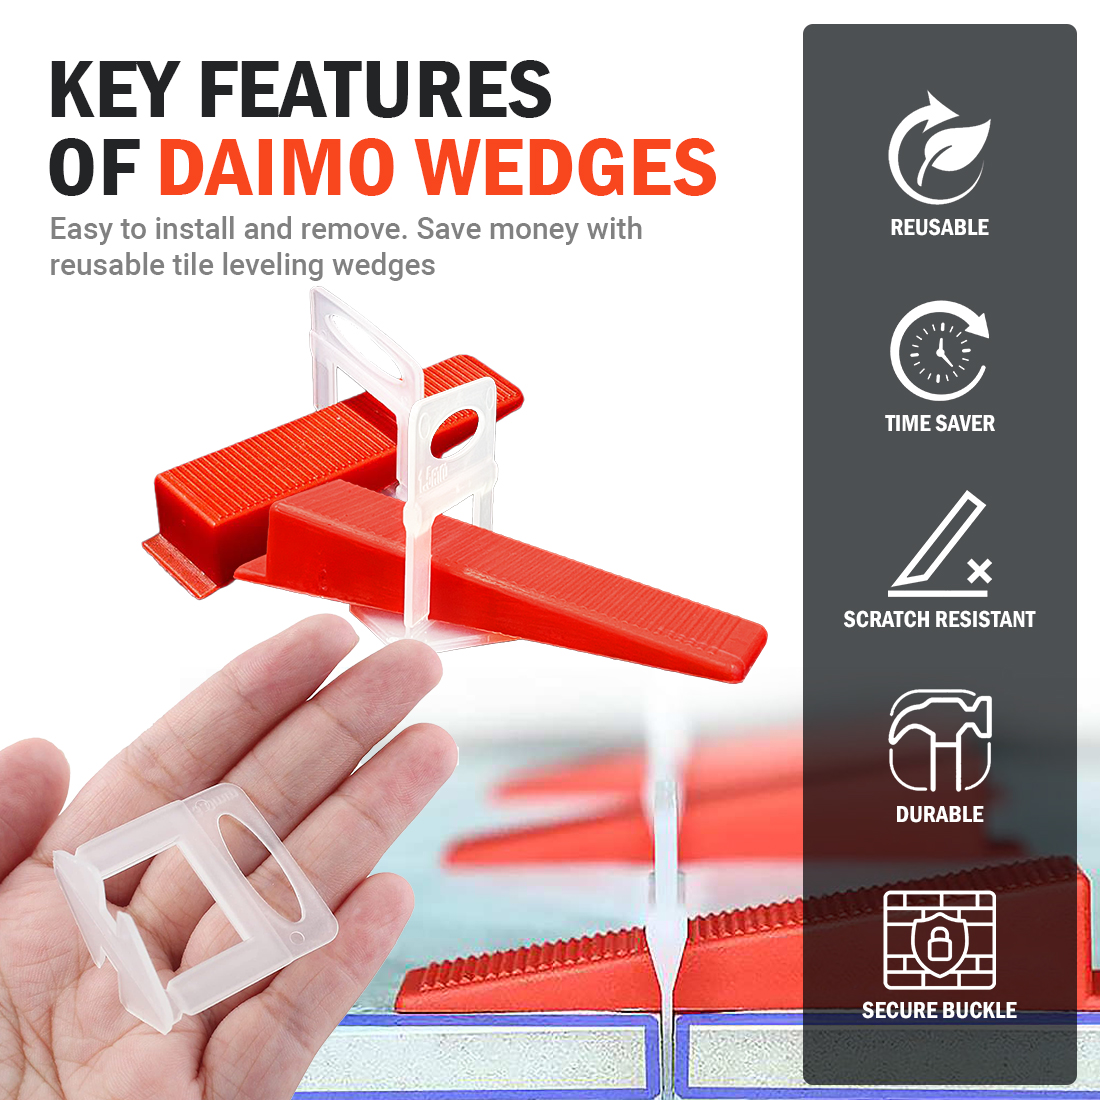 KEY FEATURES
OF DAIMO WEDGES
Easy to install and remove. Save money with
reusable tile leveling wedges
REUSABLE
TIME SAVER
SCRATCH RESISTANT
DURABLE
SECURE BUCKLE